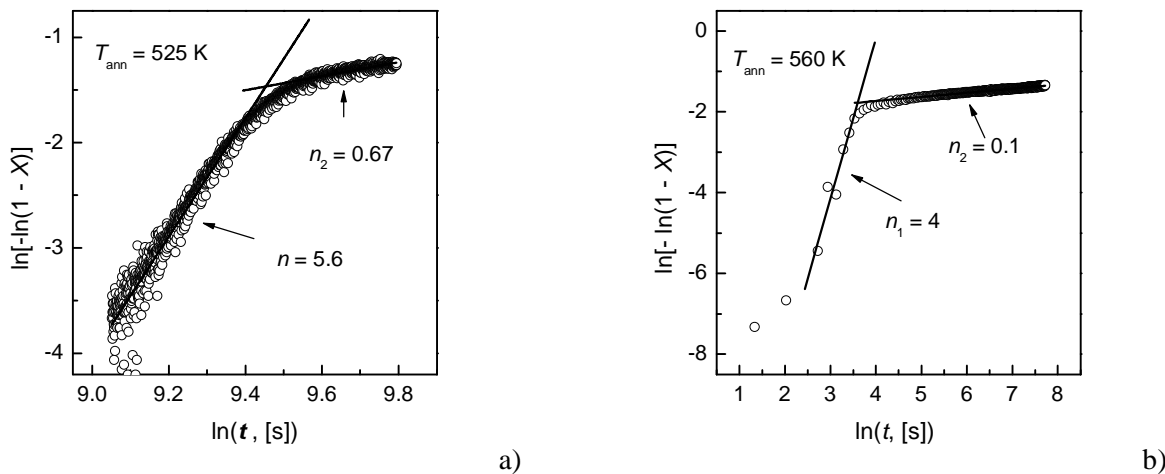 -1
-2
-3
-4
ln[-ln(1 - X)]
T_ann = 525 K
n_2 = 0.67
n = 5.6
9.0 9.2 9.4 9.6 9.8
ln(t , [s])
a)
0
-2
-4
-6
-8
ln[- ln(1 - X)]
T_ann = 560 K
n_2 = 0.1
n_1 = 4
1 2 3 4 5 6 7 8
ln(t, [s])
b)